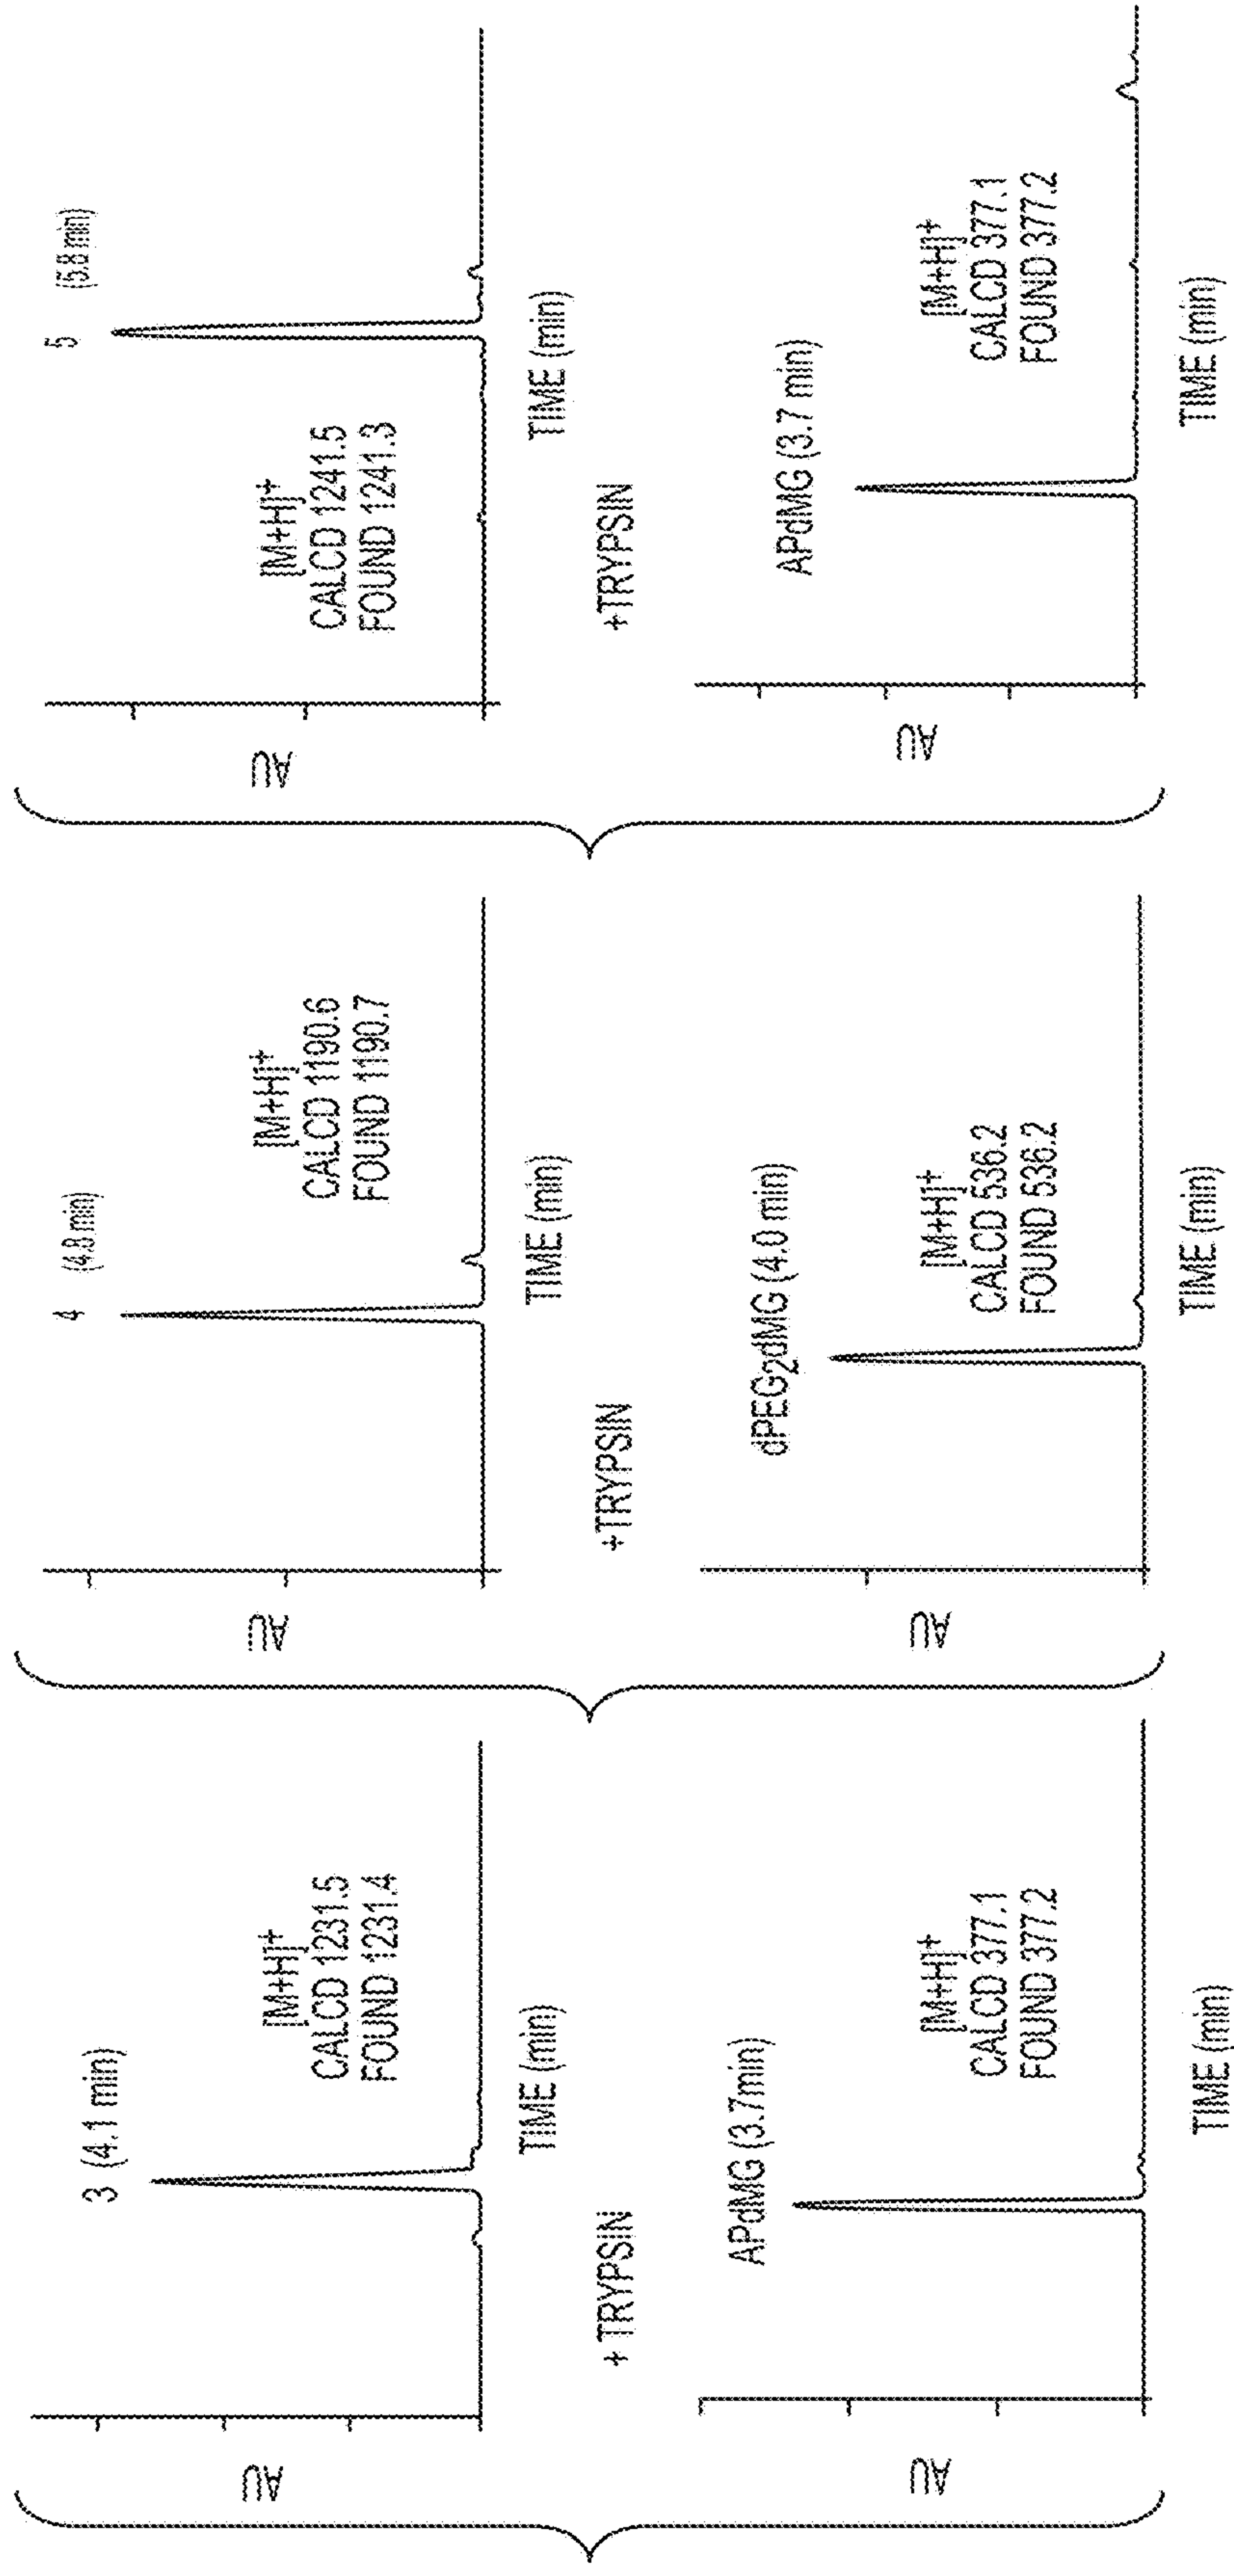 3 (4.1 min)
[M+H]+
CALCD 1231.5
FOUND 1231.4
AU
TIME (min)
+ TRYPSIN
APdMG (3.7min)
[M+H]+
CALCD 377.1
FOUND 377.2
AU
TIME (min)
4 (4.8 min)
[M+H]+
CALCD 1190.6
FOUND 1190.7
AU
TIME (min)
+TRYPSIN
dPEG2dMG (4.0 min)
[M+H]+
CALCD 536.2
FOUND 536.2
AU
TIME (min)
5 (5.8 min)
[M+H]+
CALCD 1241.5
FOUND 1241.3
AU
TIME (min)
+TRYPSIN
APdMG (3.7 min)
[M+H]+
CALCD 377.1
FOUND 377.2
AU
TIME (min)